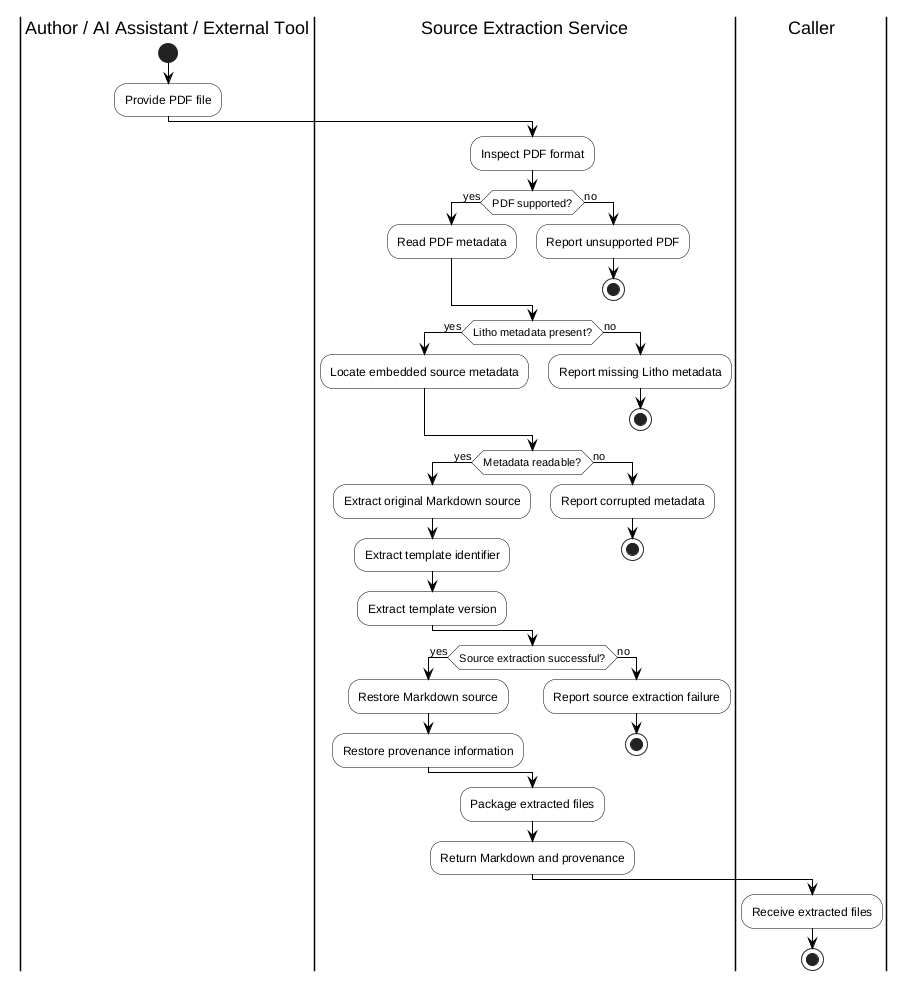 Author / AI Assistant / External Tool
Source Extraction Service
Caller
Provide PDF file
Inspect PDF format
yes
PDF supported?
no
Read PDF metadata
Report unsupported PDF
yes
Litho metadata present?
no
Locate embedded source metadata
Report missing Litho metadata
yes
Metadata readable?
no
Extract original Markdown source
Report corrupted metadata
Extract template identifier
Extract template version
yes
Source extraction successful?
no
Restore Markdown source
Report source extraction failure
Restore provenance information
Package extracted files
Return Markdown and provenance
Receive extracted files